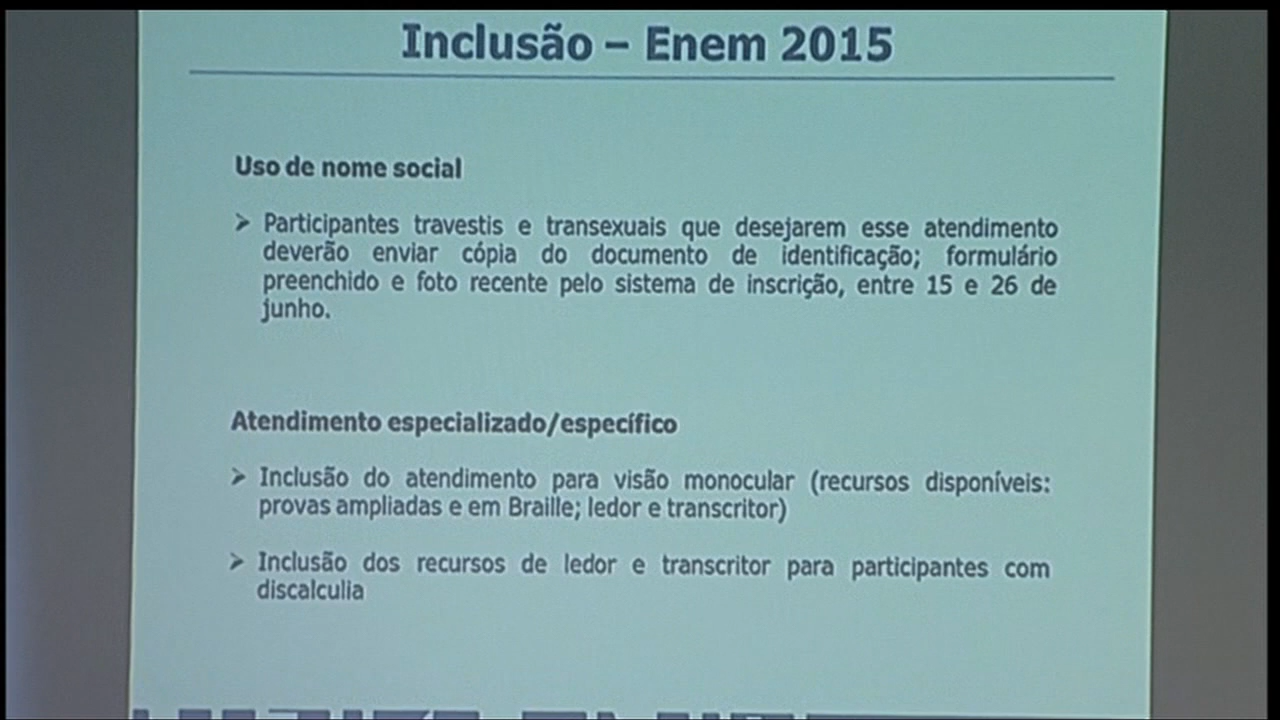 Inclusão – Enem 2015
Uso de nome social
➢ Participantes travestis e transexuais que desejarem esse atendimento
deverão enviar cópia do documento de identificação; formulário
preenchido e foto recente pelo sistema de inscrição, entre 15 e 26 de
junho.
Atendimento especializado/específico
➢ Inclusão do atendimento para visão monocular (recursos disponíveis:
provas ampliadas e em Braille; ledor e transcritor)
➢ Inclusão dos recursos de ledor e transcritor para participantes com
discalculia